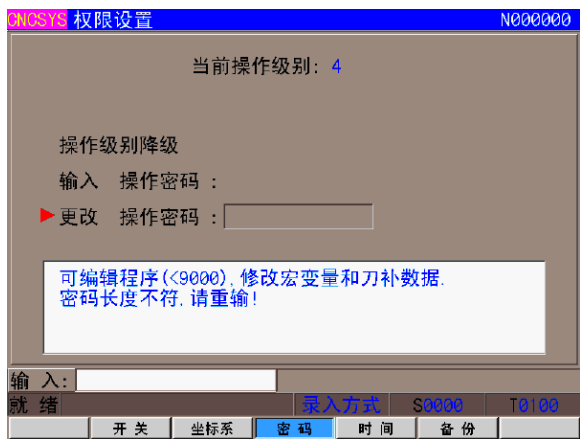 CNCSYS 权限设置 N000000
当前操作级别: 4
操作级别降级
输入 操作密码 :
更改 操作密码 :
可编辑程序(<9000),修改宏变量和刀补数据.
密码长度不符,请重输!
输 入:
就 绪 录入方式 S0000 T0100
开 关 坐标系 密 码 时 间 备 份